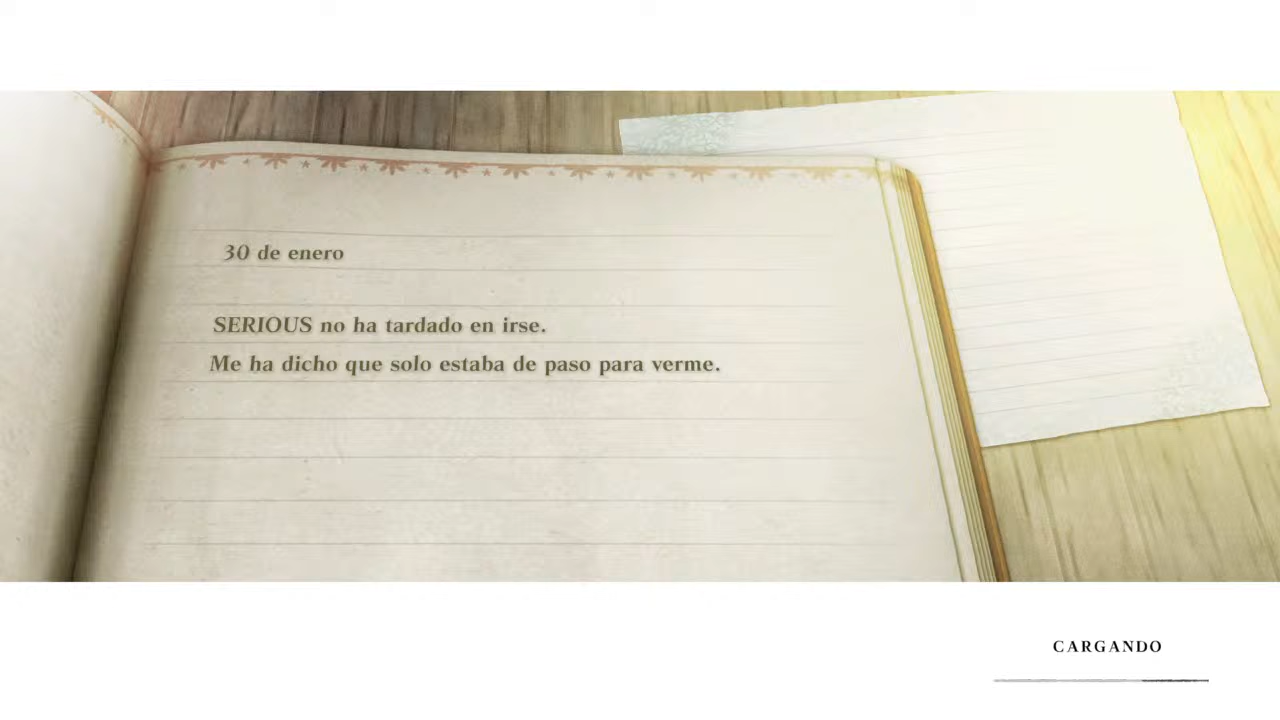 30 de enero
SERIOUS no ha tardado en irse.
Me ha dicho que solo estaba de paso para verme.
CARGANDO